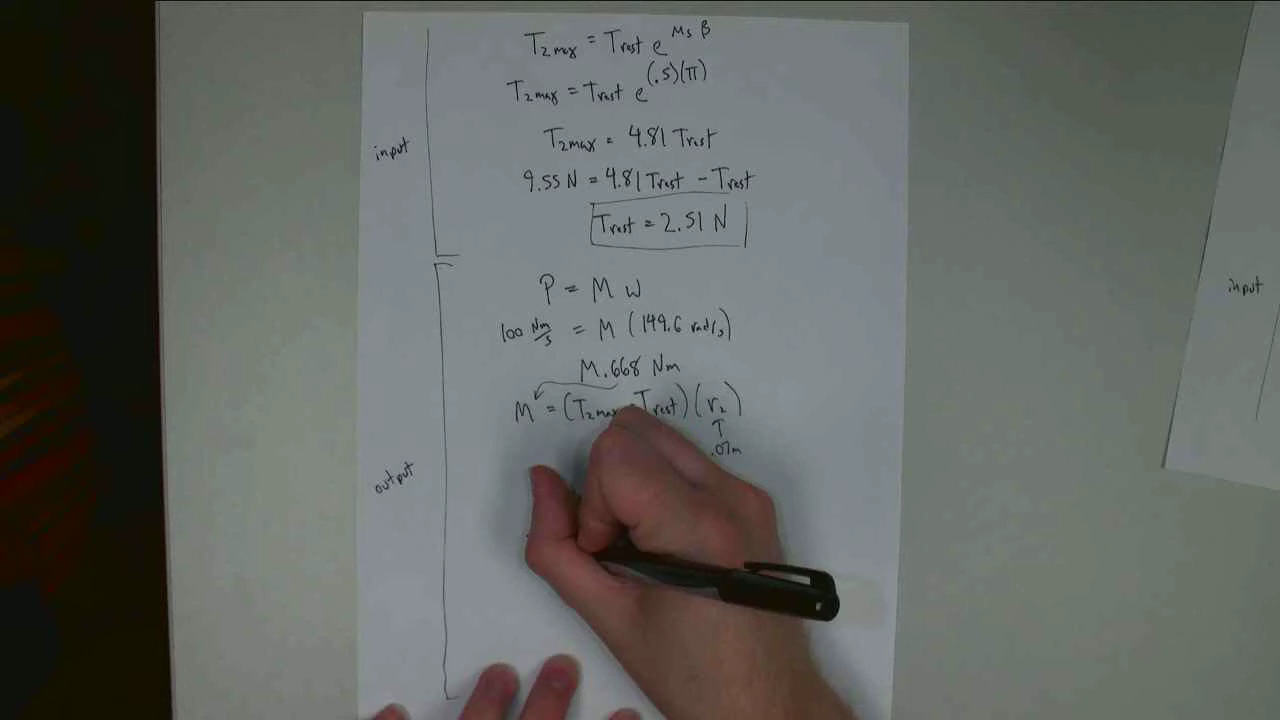 T2max = Trest e^Ms β
T2max = Trest e^(.5)(π)
T2max = 4.81 Trest
input
9.55 N = 4.81 Trest - Trest
Trest = 2.51 N
P = M w
input
100 Nm/s = M (149.6 rad/s)
M.668 Nm
M = (T2max - Trest)(r2)
.07m
output